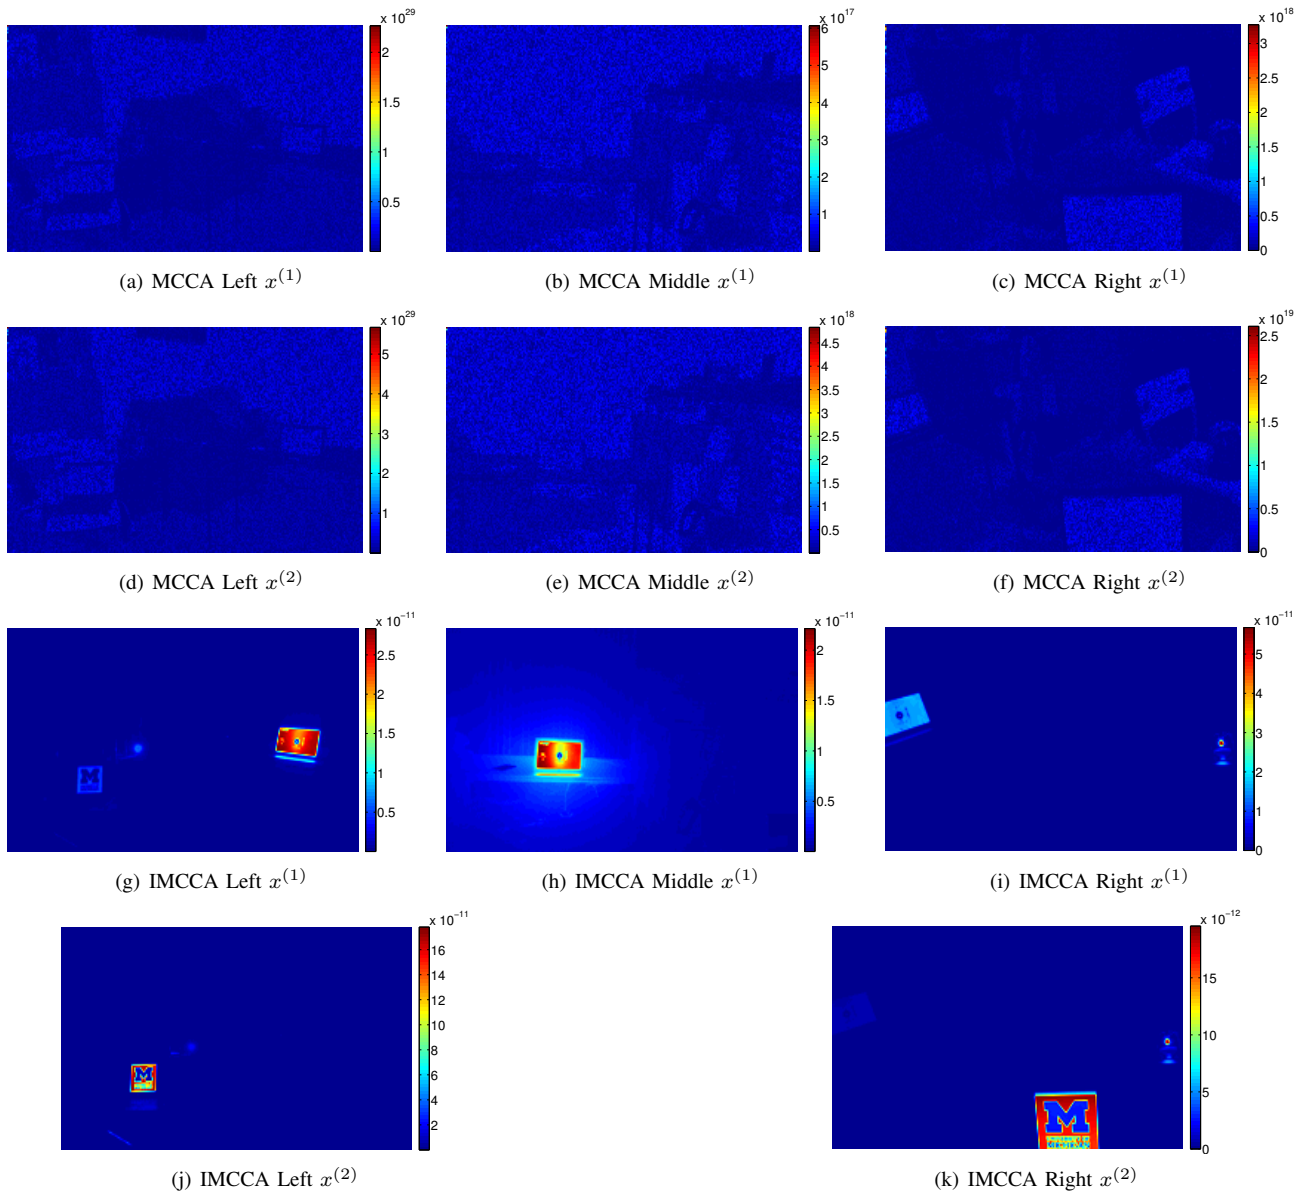 x 10^29
2
1.5
1
0.5
(a) MCCA Left x^(1)
x 10^17
6
5
4
3
2
1
(b) MCCA Middle x^(1)
x 10^18
3
2.5
2
1.5
1
0.5
0
(c) MCCA Right x^(1)
x 10^29
5
4
3
2
1
(d) MCCA Left x^(2)
x 10^18
4.5
4
3.5
3
2.5
2
1.5
1
0.5
(e) MCCA Middle x^(2)
x 10^19
2.5
2
1.5
1
0.5
0
(f) MCCA Right x^(2)
M
x 10^−11
2.5
2
1.5
1
0.5
(g) IMCCA Left x^(1)
x 10^−11
2
1.5
1
0.5
(h) IMCCA Middle x^(1)
x 10^−11
5
4
3
2
1
0
(i) IMCCA Right x^(1)
M
x 10^−11
16
14
12
10
8
6
4
2
(j) IMCCA Left x^(2)
M
x 10^−12
15
10
5
0
(k) IMCCA Right x^(2)